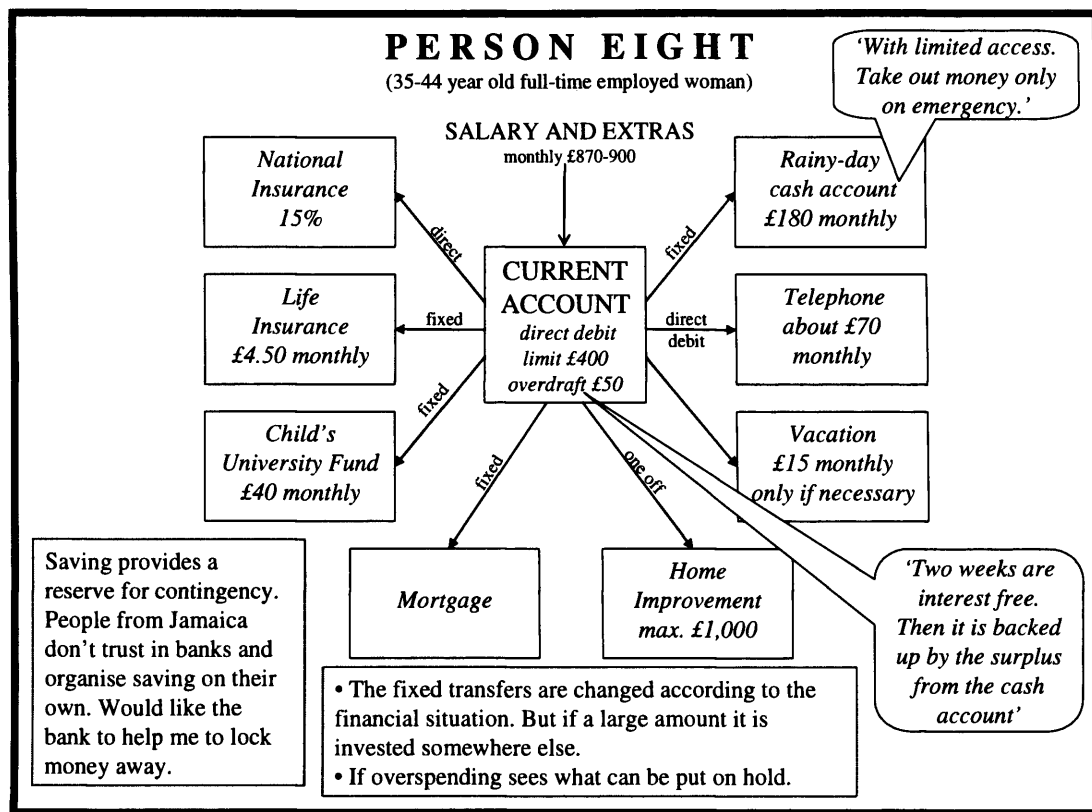 PERSON EIGHT
(35-44 year old full-time employed woman)
'With limited access.
Take out money only
on emergency.'
SALARY AND EXTRAS
monthly £870-900
National
Insurance
15%
direct
Rainy-day
cash account
£180 monthly
fixed
CURRENT
ACCOUNT
direct debit
limit £400
overdraft £50
Life
Insurance
£4.50 monthly
fixed
Telephone
about £70
monthly
direct
debit
Child's
University Fund
£40 monthly
fixed
Vacation
£15 monthly
only if necessary
fixed
one off
Mortgage
Home
Improvement
max. £1,000
'Two weeks are
interest free.
Then it is backed
up by the surplus
from the cash
account'
Saving provides a
reserve for contingency.
People from Jamaica
don't trust in banks and
organise saving on their
own. Would like the
bank to help me to lock
money away.
• The fixed transfers are changed according to the
financial situation. But if a large amount it is
invested somewhere else.
• If overspending sees what can be put on hold.